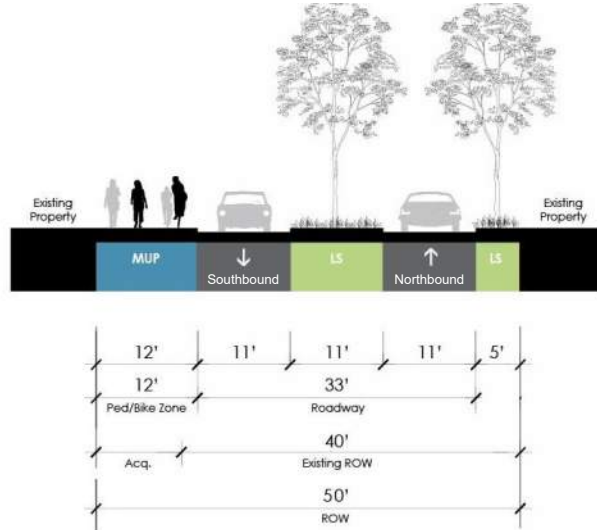 Existing
Property
Existing
Property
MUP
Southbound
LS
Northbound
LS
12' 11' 11' 11' 5'
12' 33'
Ped/Bike Zone Roadway
40'
Acq. Existing ROW
50'
ROW